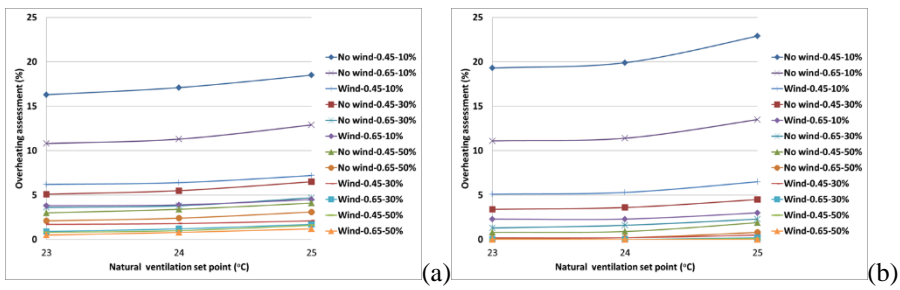 25
20
15
10
5
0
Overheating assessment (%)
23
24
25
Natural ventilation set point (°C)
No wind-0.45-10%
No wind-0.65-10%
Wind-0.45-10%
No wind-0.45-30%
No wind-0.65-30%
Wind-0.65-10%
No wind-0.45-50%
No wind-0.65-50%
Wind-0.45-30%
Wind-0.65-30%
Wind-0.45-50%
Wind-0.65-50%
(a)
25
20
15
10
5
0
Overheating assessment (%)
23
24
25
Natural ventilation set point (°C)
No wind-0.45-10%
No wind-0.65-10%
Wind-0.45-10%
No wind-0.45-30%
Wind-0.65-10%
No wind-0.65-30%
No wind-0.45-50%
No wind-0.65-50%
Wind-0.45-30%
Wind-0.65-30%
Wind-0.45-50%
Wind-0.65-50%
(b)